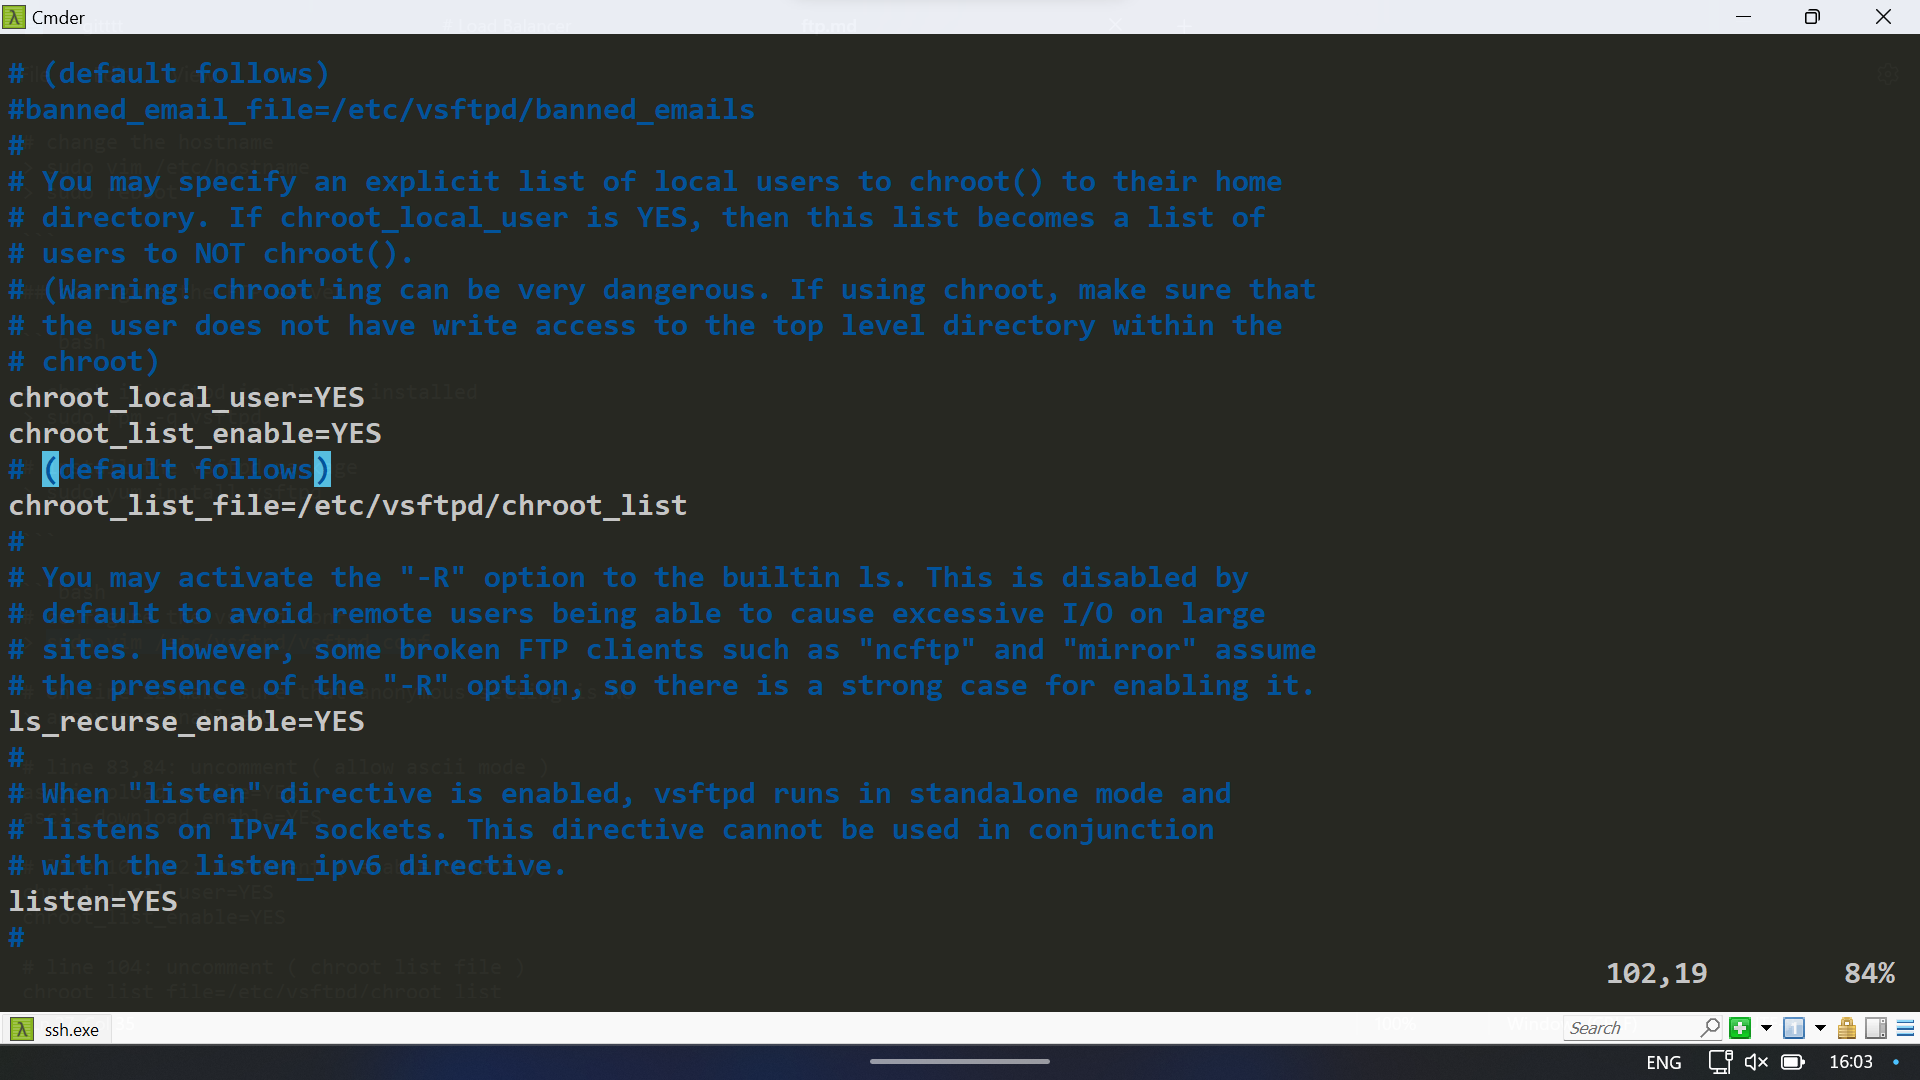 Cmder
# (default follows)
#banned_email_file=/etc/vsftpd/banned_emails
#
# You may specify an explicit list of local users to chroot() to their home
# directory. If chroot_local_user is YES, then this list becomes a list of
# users to NOT chroot().
# (Warning! chroot'ing can be very dangerous. If using chroot, make sure that
# the user does not have write access to the top level directory within the
# chroot)
chroot_local_user=YES
chroot_list_enable=YES
# (default follows)
chroot_list_file=/etc/vsftpd/chroot_list
#
# You may activate the "-R" option to the builtin ls. This is disabled by
# default to avoid remote users being able to cause excessive I/O on large
# sites. However, some broken FTP clients such as "ncftp" and "mirror" assume
# the presence of the "-R" option, so there is a strong case for enabling it.
ls_recurse_enable=YES
#
# When "listen" directive is enabled, vsftpd runs in standalone mode and
# listens on IPv4 sockets. This directive cannot be used in conjunction
# with the listen_ipv6 directive.
listen=YES
#
102,19 84%
ssh.exe Search
ENG 16:03